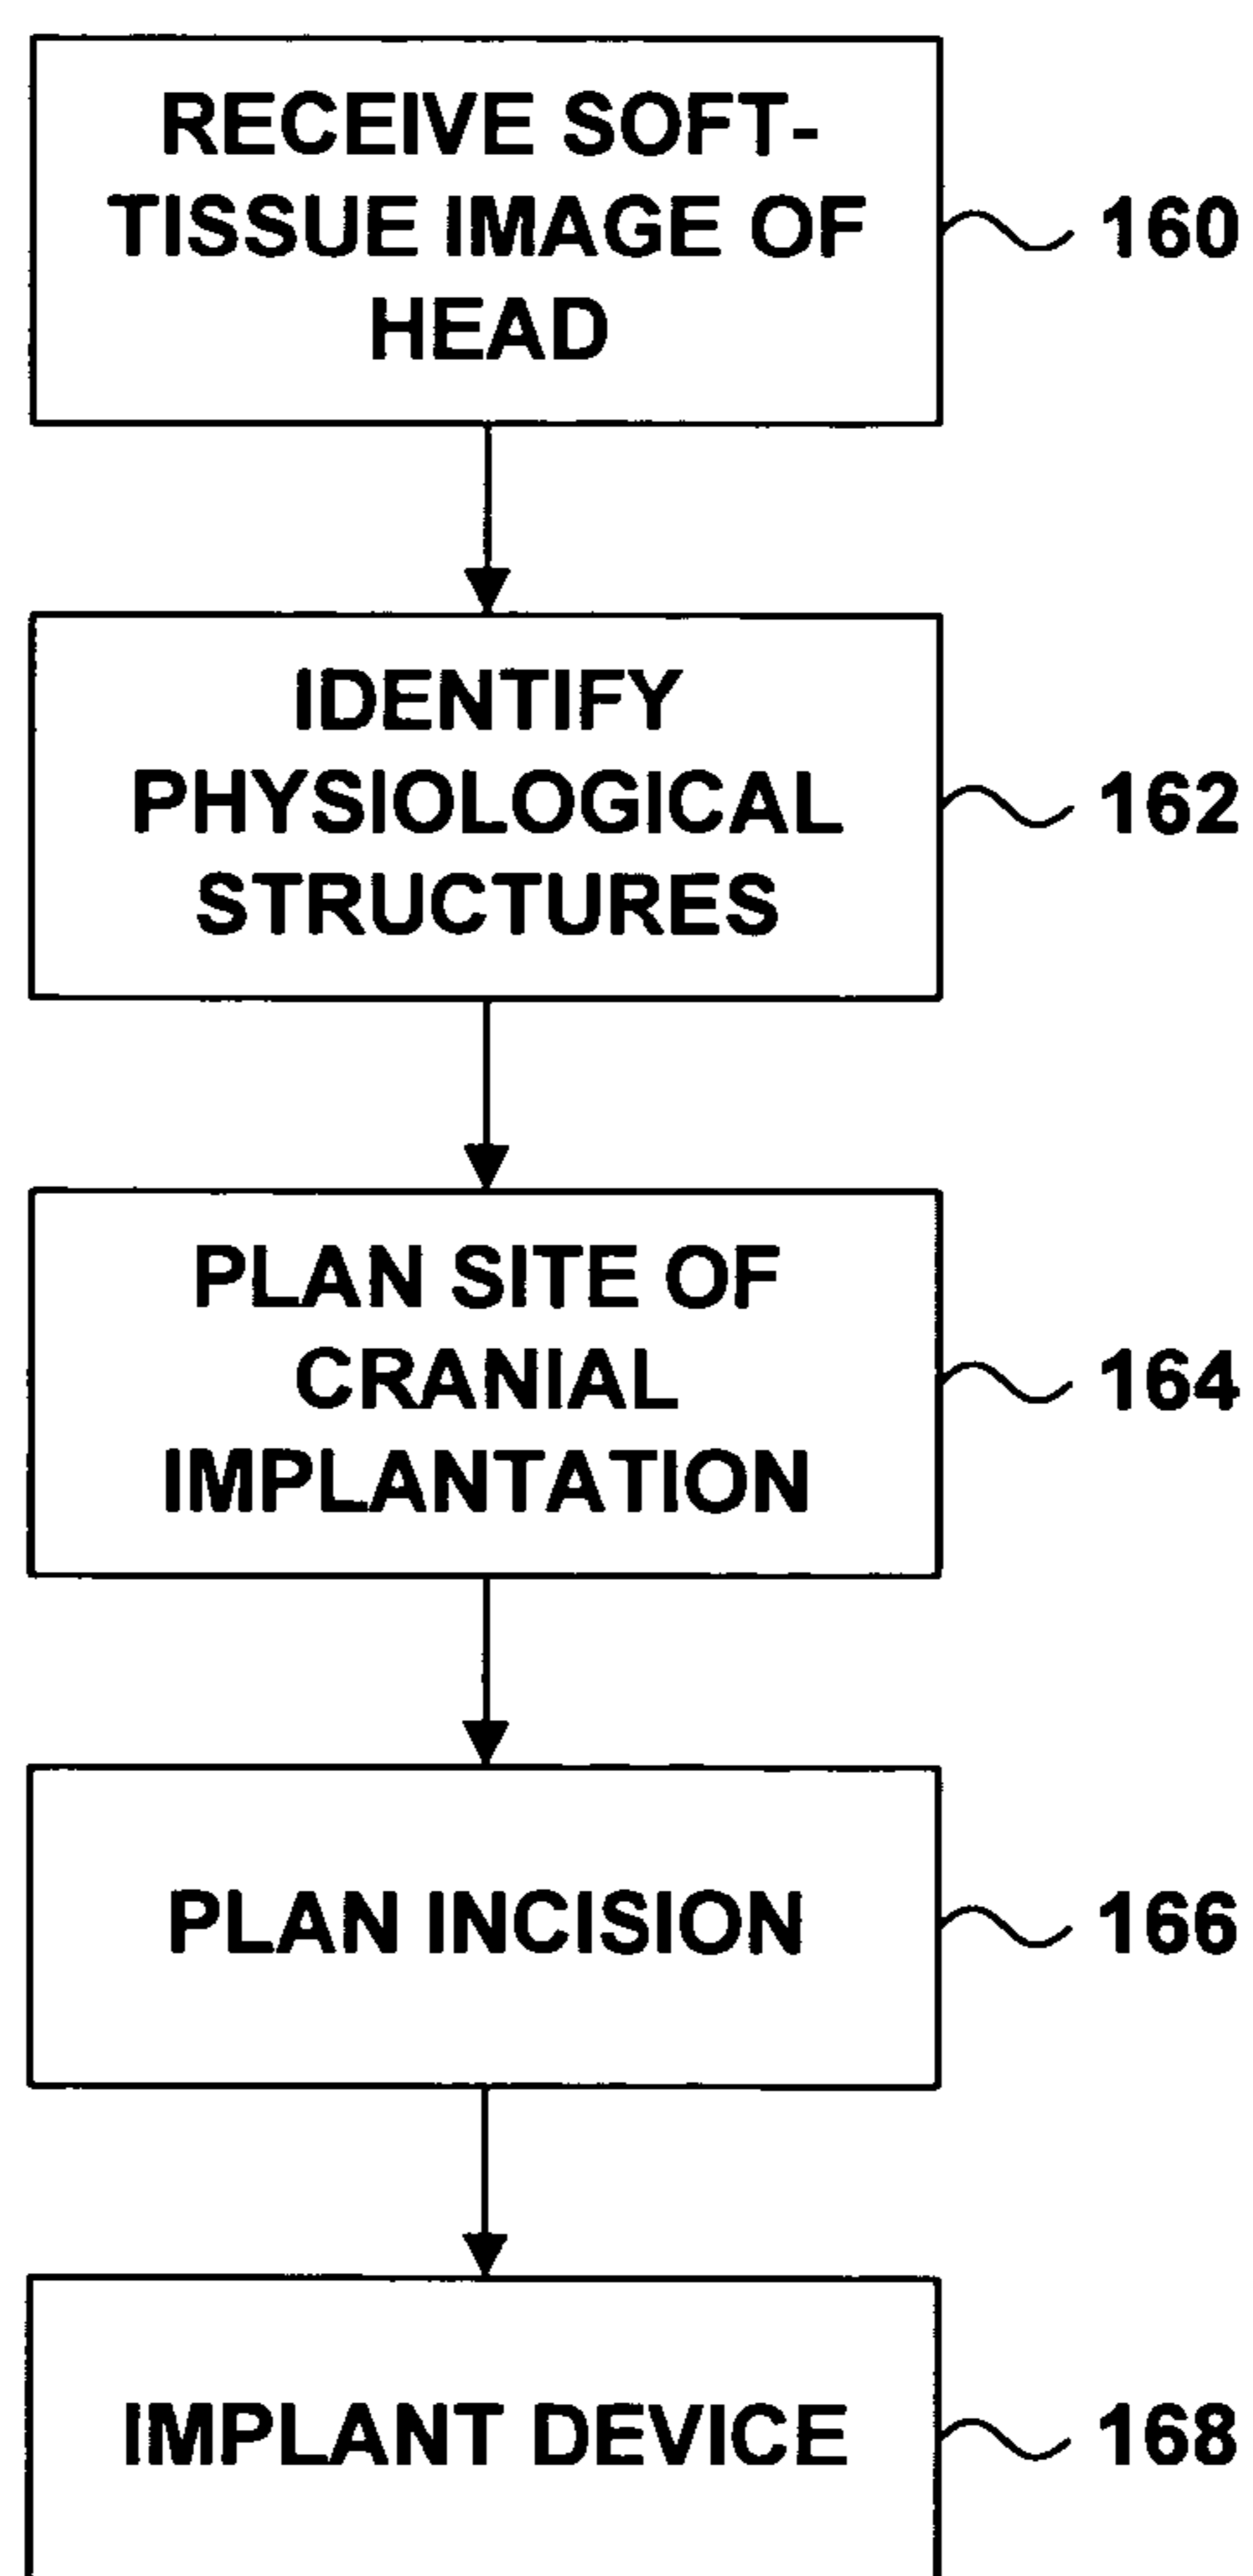 RECEIVE SOFT-
TISSUE IMAGE OF
HEAD
160
IDENTIFY
PHYSIOLOGICAL
STRUCTURES
162
PLAN SITE OF
CRANIAL
IMPLANTATION
164
PLAN INCISION
166
IMPLANT DEVICE
168